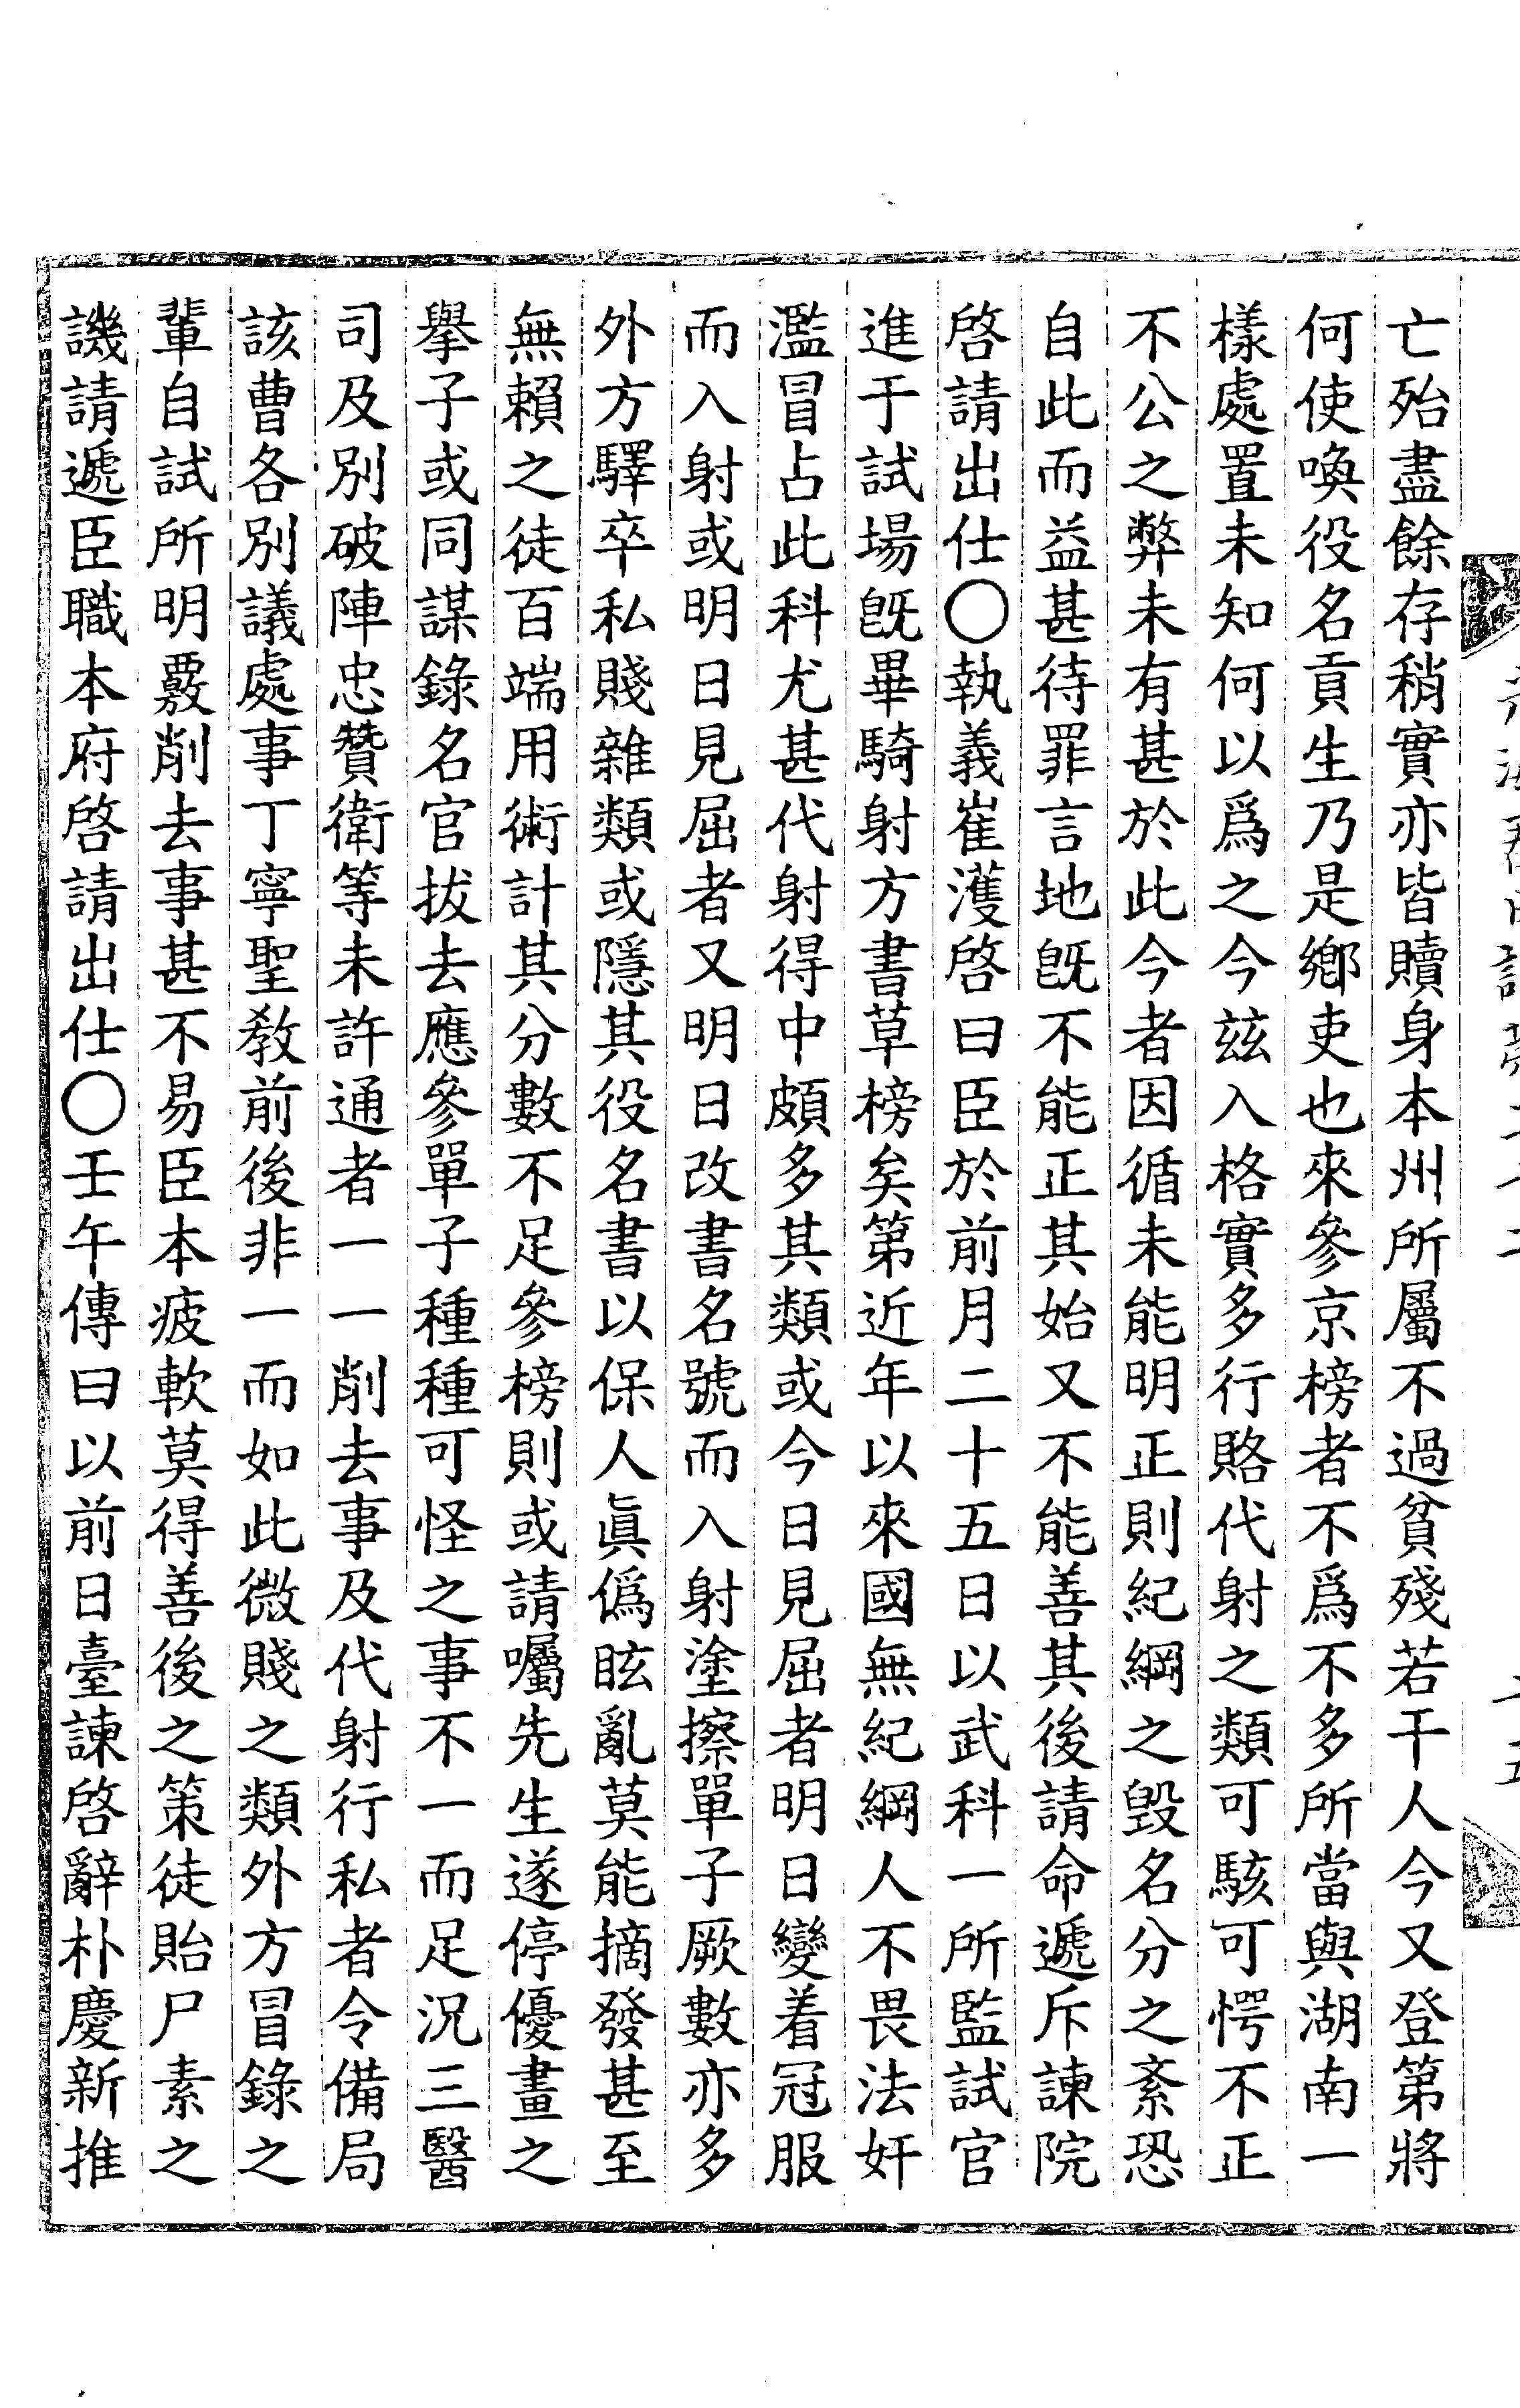 亡殆盡餘存稍實亦皆贖身本州所屬不過貧殘若干人今又登第將
何使喚役名貢生乃是鄕吏也來參京榜者不爲不多所當與湖南一
樣處置未知何以爲之今玆入格實多行賂代射之類可駭可愕不正
不公之弊未有甚於此今者因循未能明正則紀綱之毁名分之紊恐
自此而益甚待罪言地旣不能正其始又不能善其後請命遞斥諫院
啓請出仕○執義崔濩啓曰臣於前月二十五日以武科一所監試官
進于試場旣畢騎射方書草榜矣第近年以來國無紀綱人不畏法奸
濫冒占此科尤甚代射得中頗多其類或今日見屈者明日變着冠服
而入射或明日見屈者又明日改書名號而入射塗擦單子厥數亦多
外方驛卒私賤雜類或隱其役名書以保人眞僞眩亂莫能摘發甚至
無賴之徒百端用術計其分數不足參榜則或請囑先生遂停優畫之
擧子或同謀錄名官拔去應參單子種種可怪之事不一而足況三醫
司及別破陣忠贊衛等未許通者一一削去事及代射行私者令備局
該曹各別議處事丁寧聖敎前後非一而如此微賤之類外方冒錄之
輩自試所明覈削去事甚不易臣本疲軟莫得善後之策徒貽尸素之
譏請遞臣職本府啓請出仕○壬午傳曰以前日臺諫啓辭朴慶新推